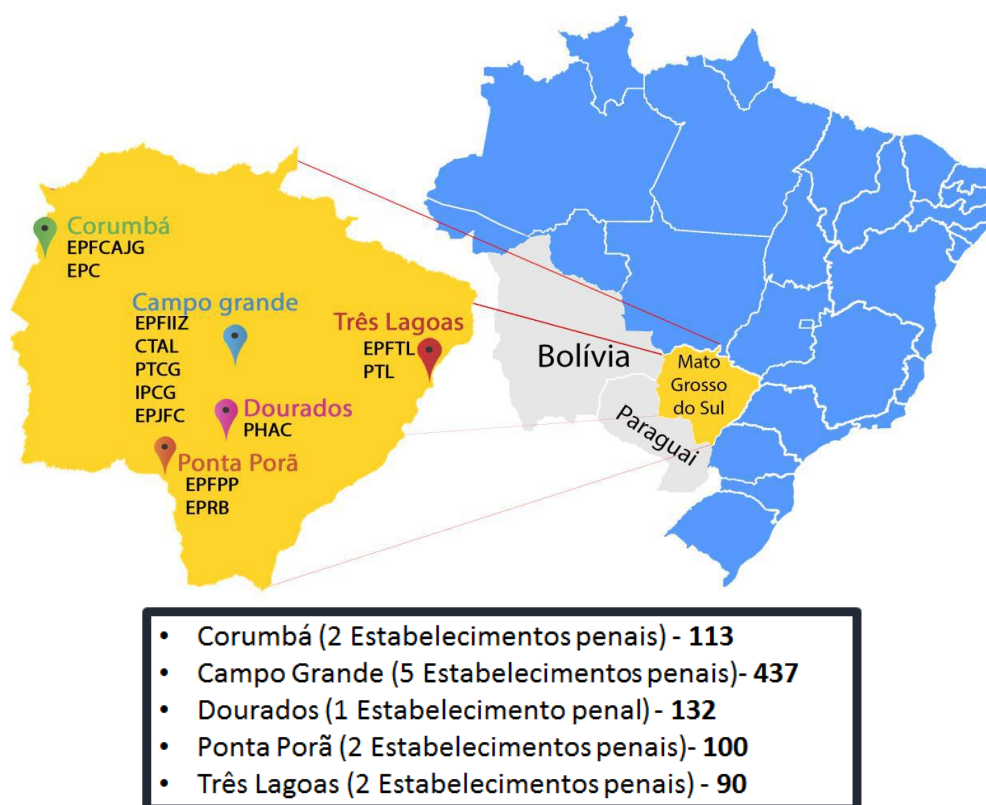 Corumbá
EPFCAJG
EPC
Campo grande
EPFIIZ
CTAL
PTCG
IPCG
EPJFC
Três Lagoas
EPFTL
PTL
Dourados
PHAC
Ponta Porã
EPFPP
EPRB
Bolívia
Paraguai
Mato
Grosso
do Sul
• Corumbá (2 Estabelecimentos penais) - 113
• Campo Grande (5 Estabelecimentos penais)- 437
• Dourados (1 Estabelecimento penal) - 132
• Ponta Porã (2 Estabelecimentos penais)- 100
• Três Lagoas (2 Estabelecimentos penais) - 90